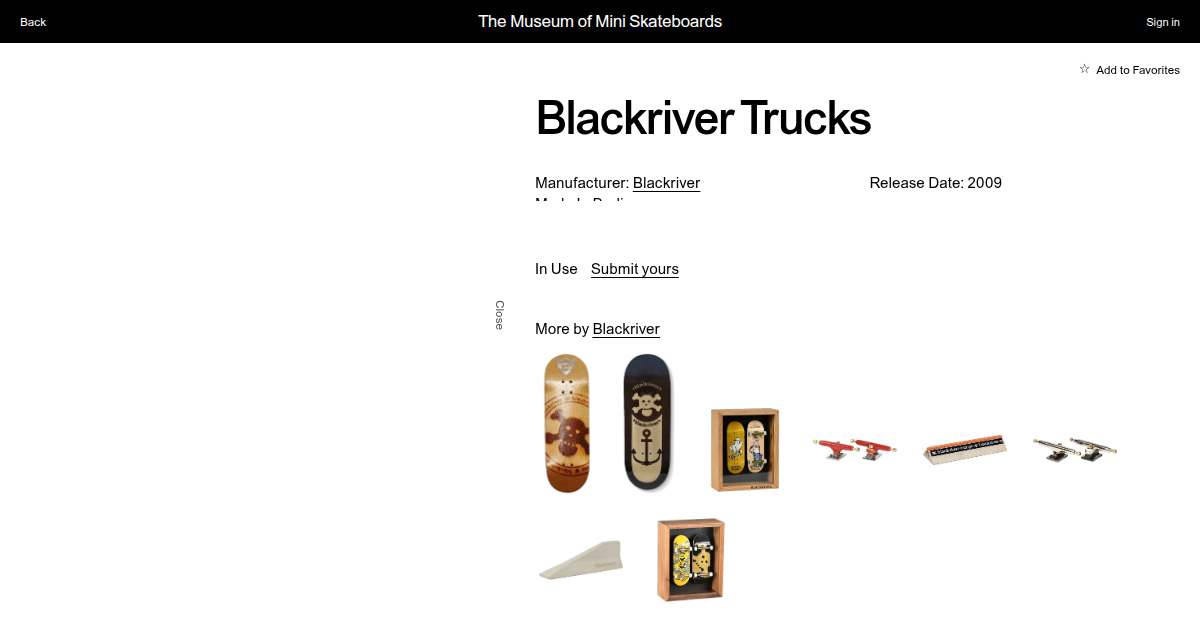 Back
The Museum of Mini Skateboards
Sign in
☆ Add to Favorites
Blackriver Trucks
Manufacturer: Blackriver
Release Date: 2009
In Use Submit yours
Close
More by Blackriver